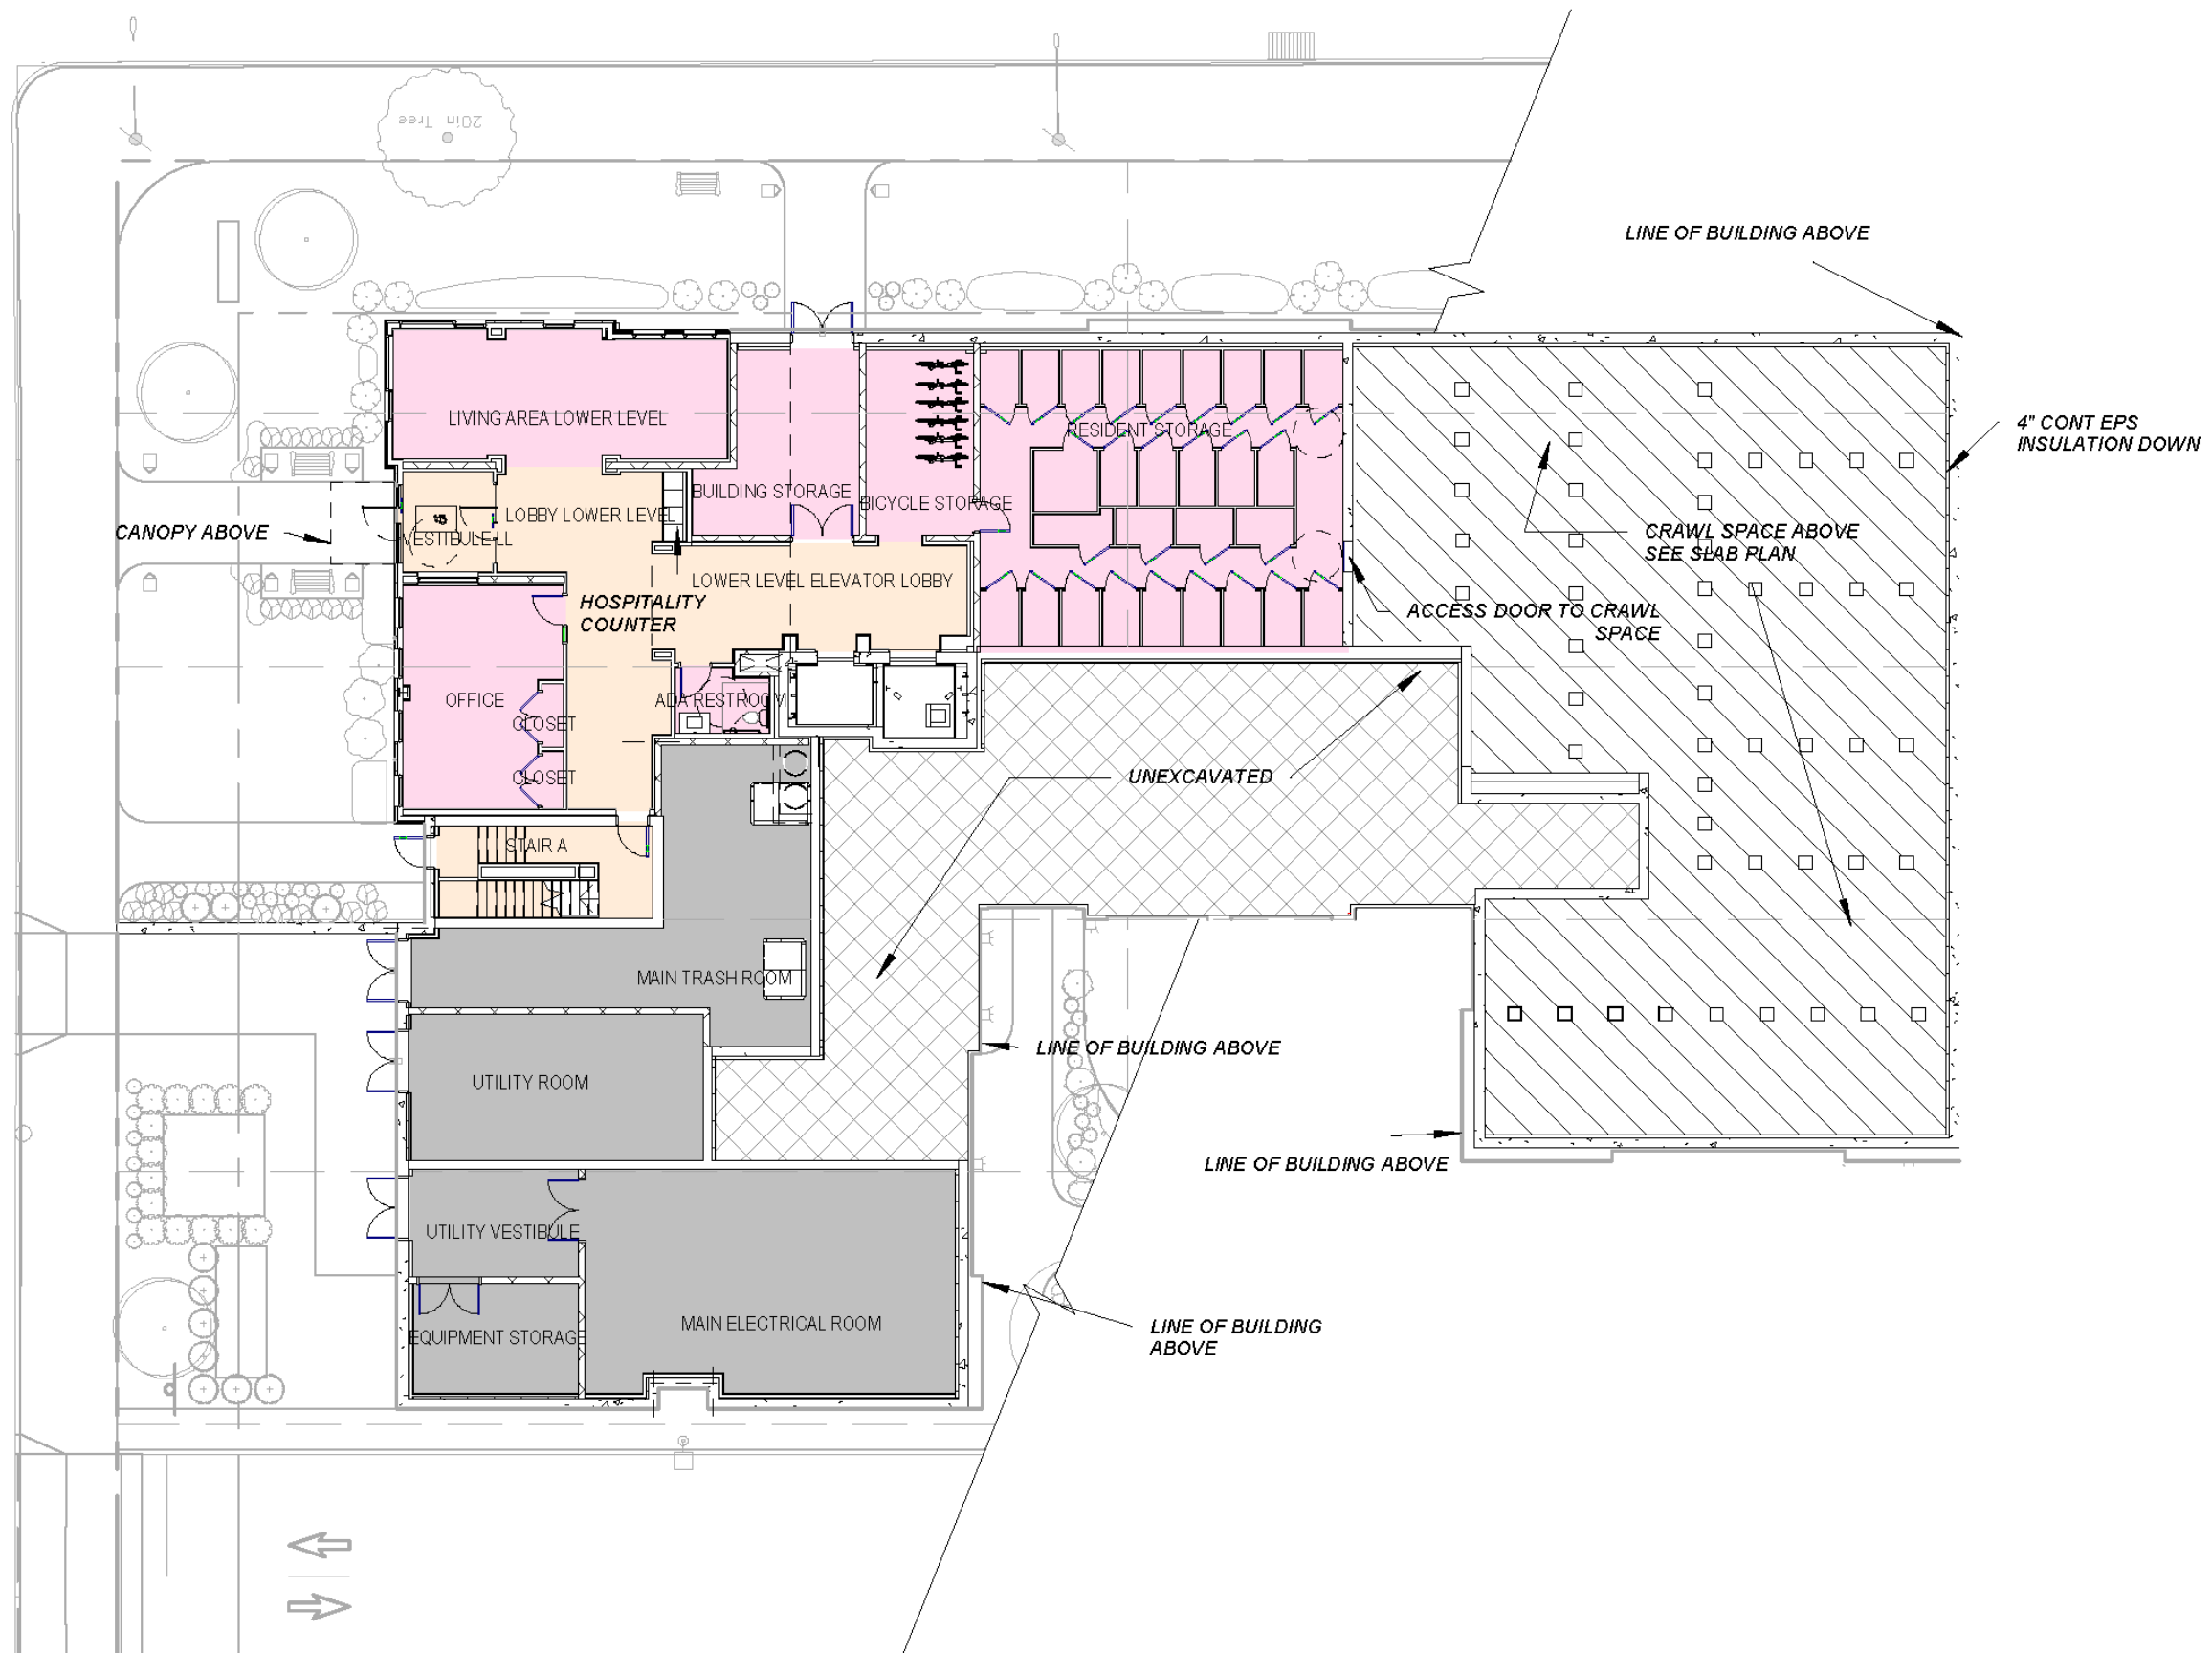 20in Tree
LINE OF BUILDING ABOVE
4" CONT EPS
INSULATION DOWN
LIVING AREA LOWER LEVEL
RESIDENT STORAGE
BUILDING STORAGE
BICYCLE STORAGE
LOBBY LOWER LEVEL
CANOPY ABOVE
VESTIBULE LL
CRAWL SPACE ABOVE
SEE SLAB PLAN
LOWER LEVEL ELEVATOR LOBBY
HOSPITALITY
COUNTER
ACCESS DOOR TO CRAWL
SPACE
OFFICE
ADA RESTROOM
CLOSET
CLOSET
UNEXCAVATED
STAIR A
MAIN TRASH ROOM
LINE OF BUILDING ABOVE
UTILITY ROOM
LINE OF BUILDING ABOVE
UTILITY VESTIBULE
MAIN ELECTRICAL ROOM
EQUIPMENT STORAGE
LINE OF BUILDING
ABOVE